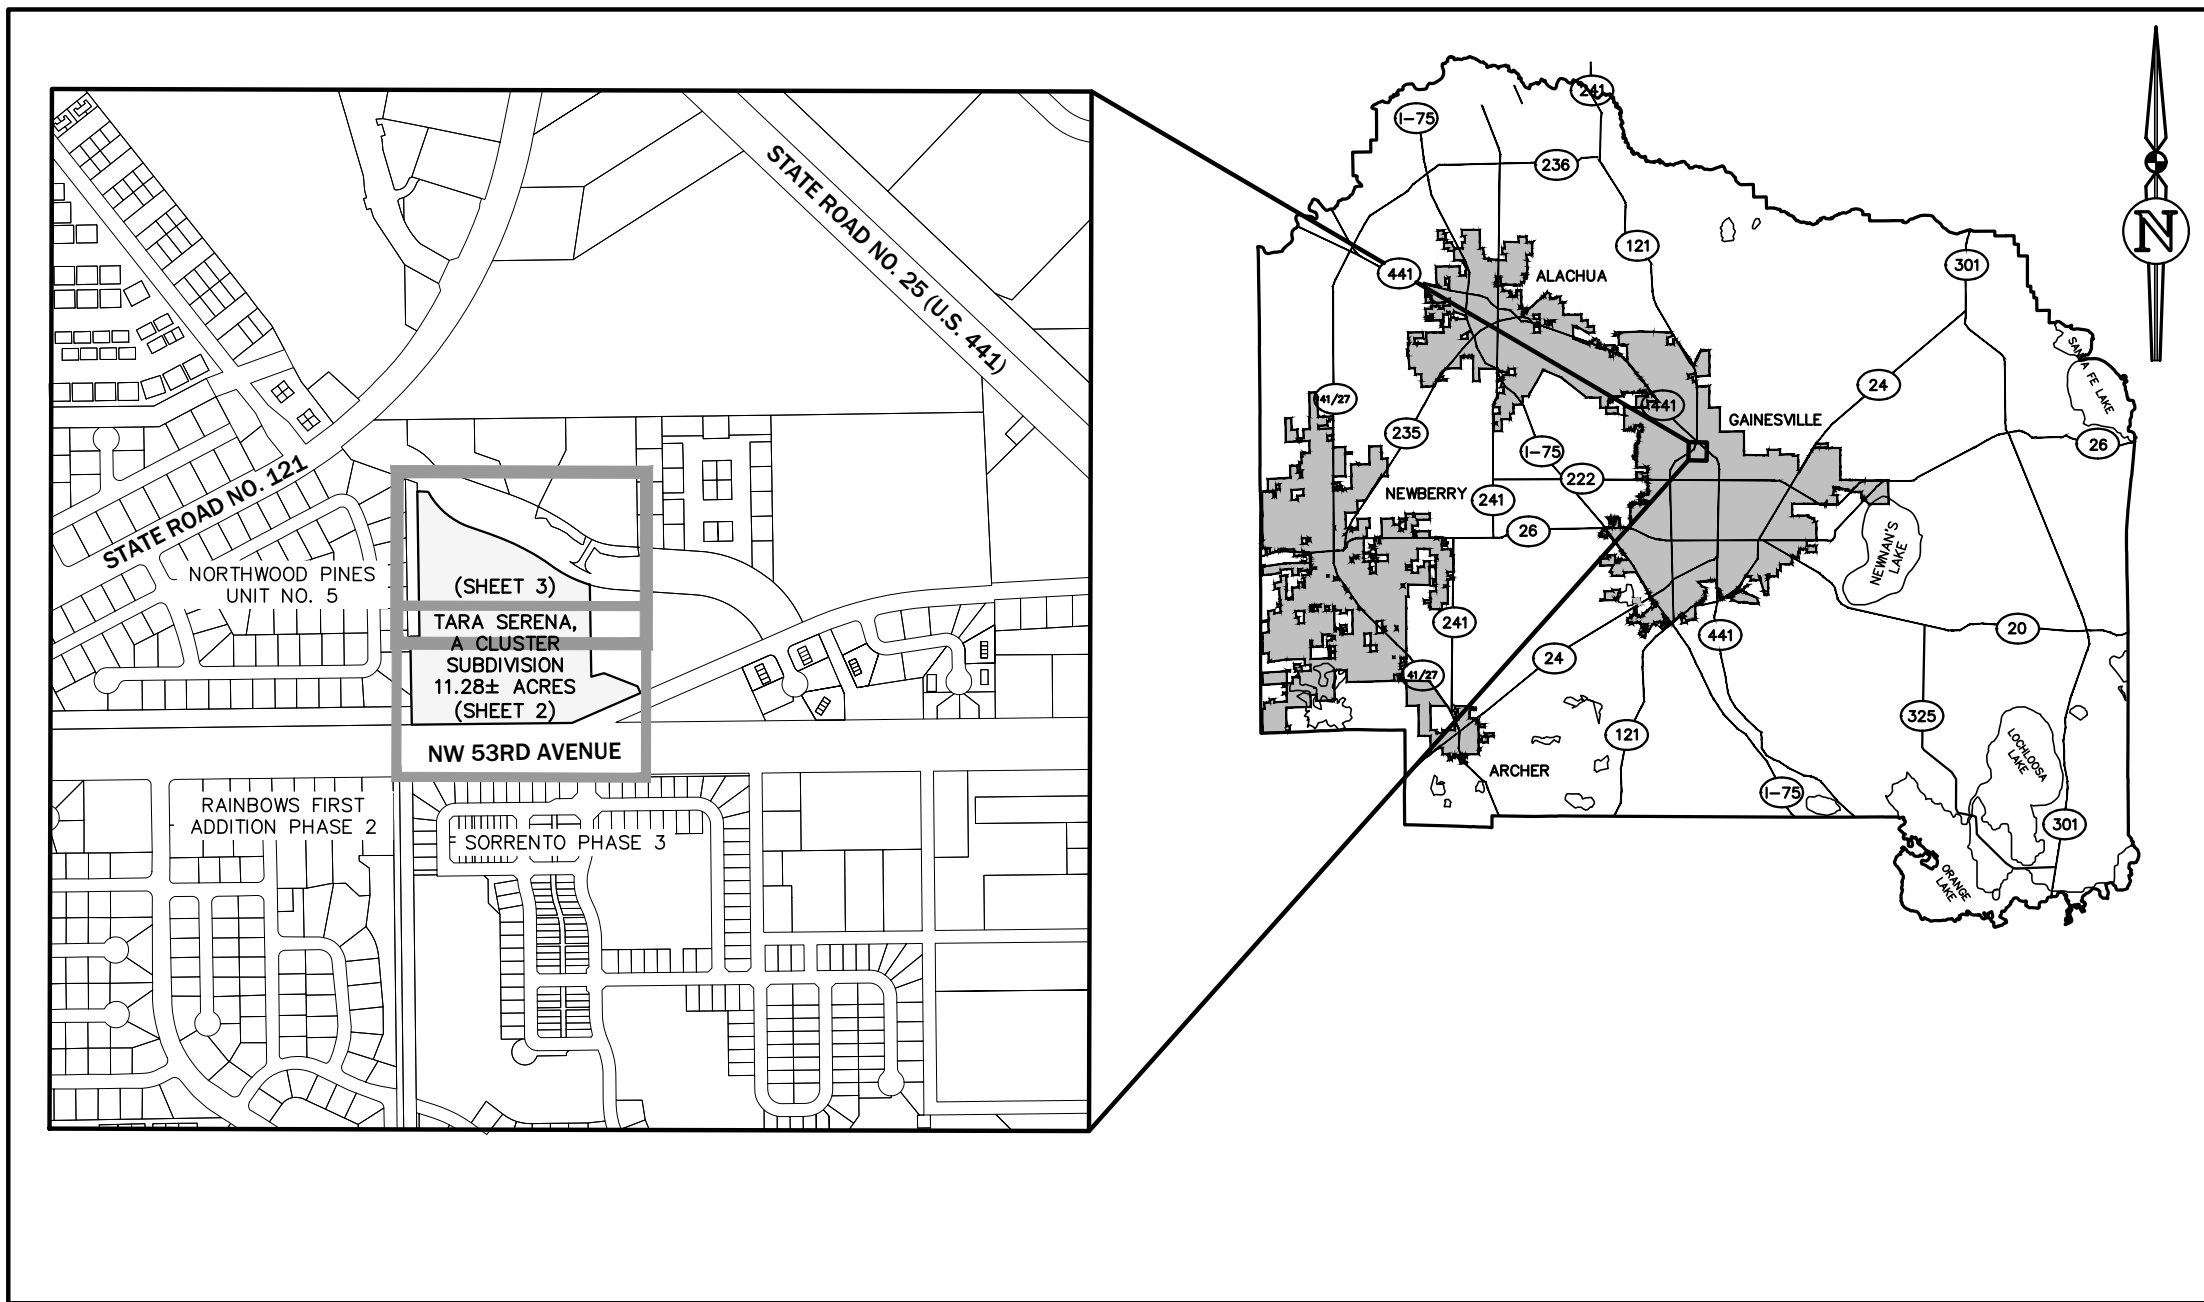 STATE ROAD NO. 25 (U.S. 441)
STATE ROAD NO. 121
NORTHWOOD PINES
UNIT NO. 5
(SHEET 3)
TARA SERENA,
A CLUSTER
SUBDIVISION
11.28± ACRES
(SHEET 2)
NW 53RD AVENUE
RAINBOWS FIRST
ADDITION PHASE 2
SORRENTO PHASE 3
241
I-75
236
121
301
441
ALACHUA
N
SANTA FE LAKE
41/27
441
24
GAINESVILLE
235
I-75
26
222
NEWBERRY
241
26
NEWNAN'S
LAKE
241
441
20
24
41/27
121
325
LOCHLOOSA
LAKE
ARCHER
I-75
301
ORANGE
LAKE